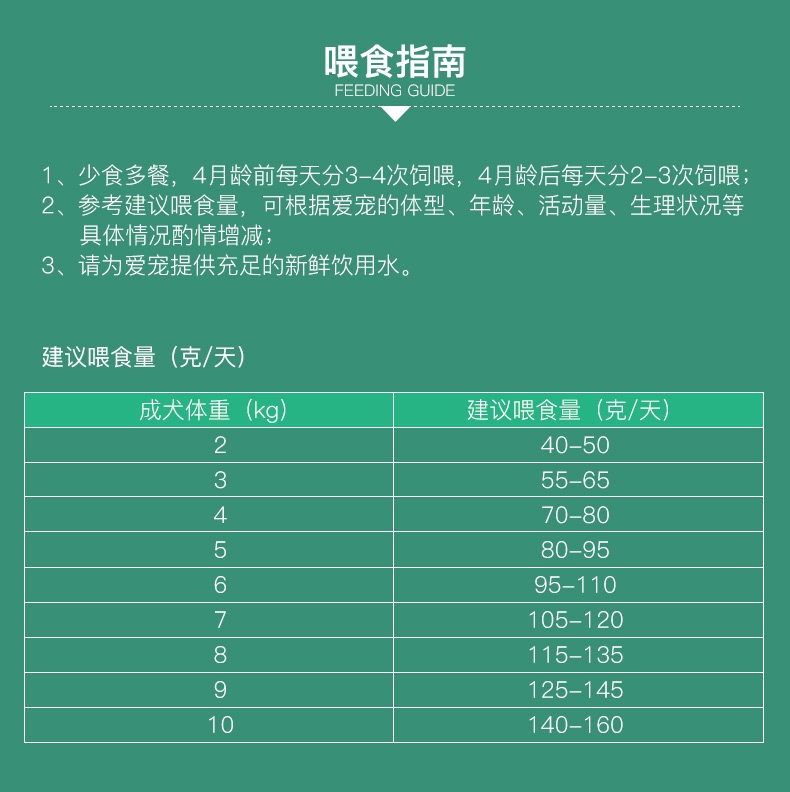 喂食指南
FEEDING GUIDE
1、少食多餐，4月龄前每天分3-4次饲喂，4月龄后每天分2-3次饲喂；
2、参考建议喂食量，可根据爱宠的体型、年龄、活动量、生理状况等
具体情况酌情增减；
3、请为爱宠提供充足的新鲜饮用水。
建议喂食量（克/天）
成犬体重（kg） 建议喂食量（克/天）
2 40-50
3 55-65
4 70-80
5 80-95
6 95-110
7 105-120
8 115-135
9 125-145
10 140-160